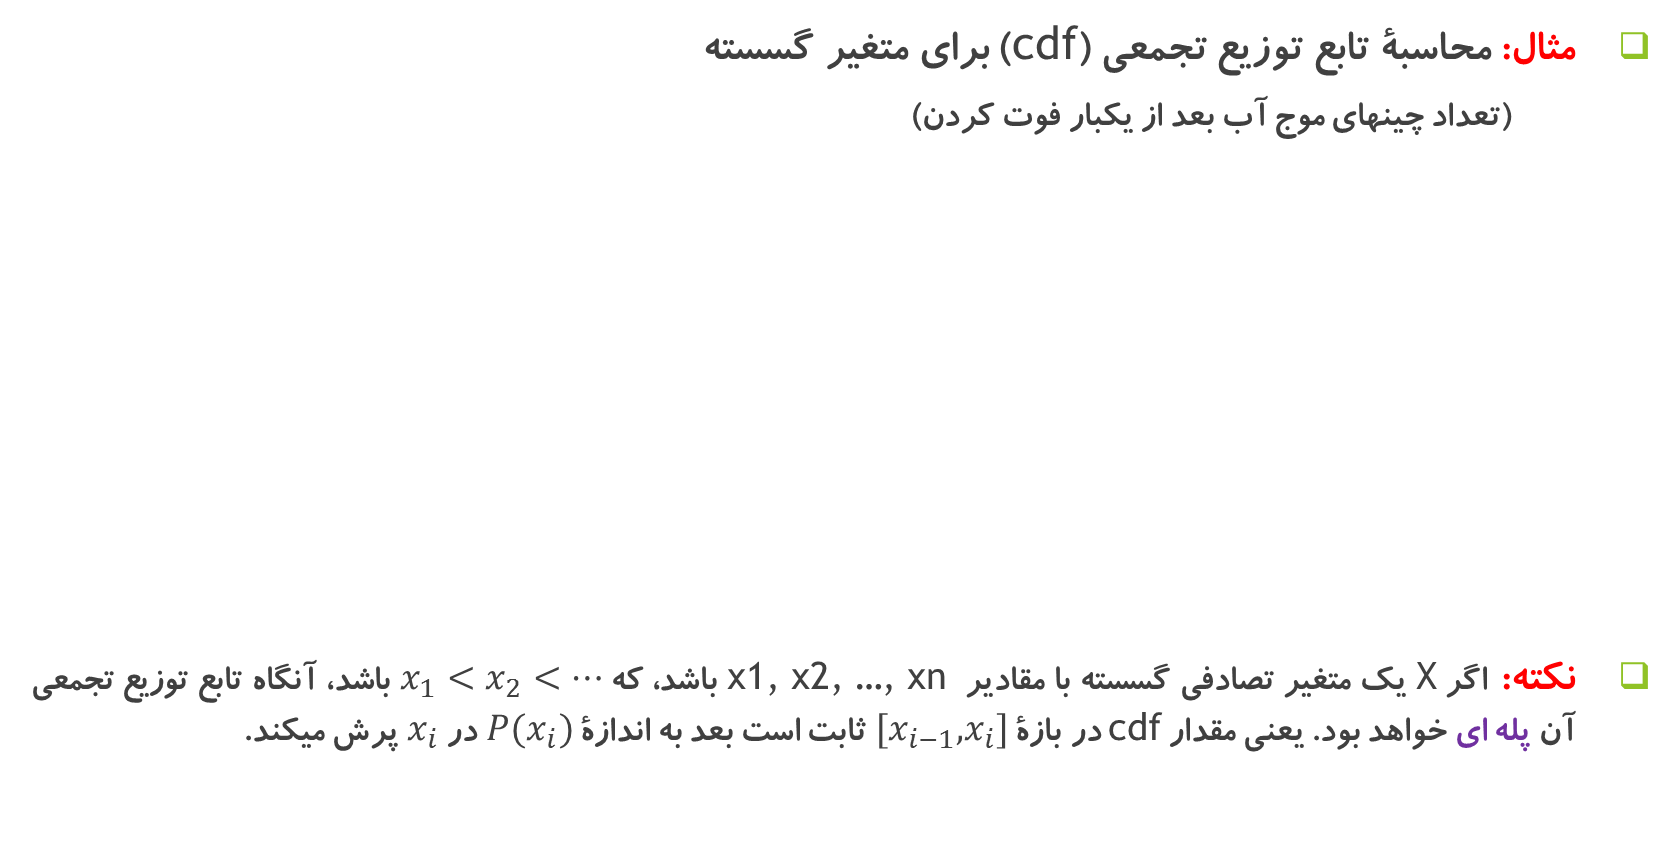 مثال: محاسبهٔ تابع توزیع تجمعی (cdf) برای متغیر گسسته
(تعداد چینهای موج آب بعد از یکبار فوت کردن)
نکته: اگر X یک متغیر تصادفی گسسته با مقادیر x1, x2, ..., xn باشد، که x₁ < x₂ < ⋯ باشد، آنگاه تابع توزیع تجمعی
آن پله ای خواهد بود. یعنی مقدار cdf در بازهٔ [xᵢ₋₁,xᵢ] ثابت است بعد به اندازهٔ P(xᵢ) در xᵢ پرش میکند.